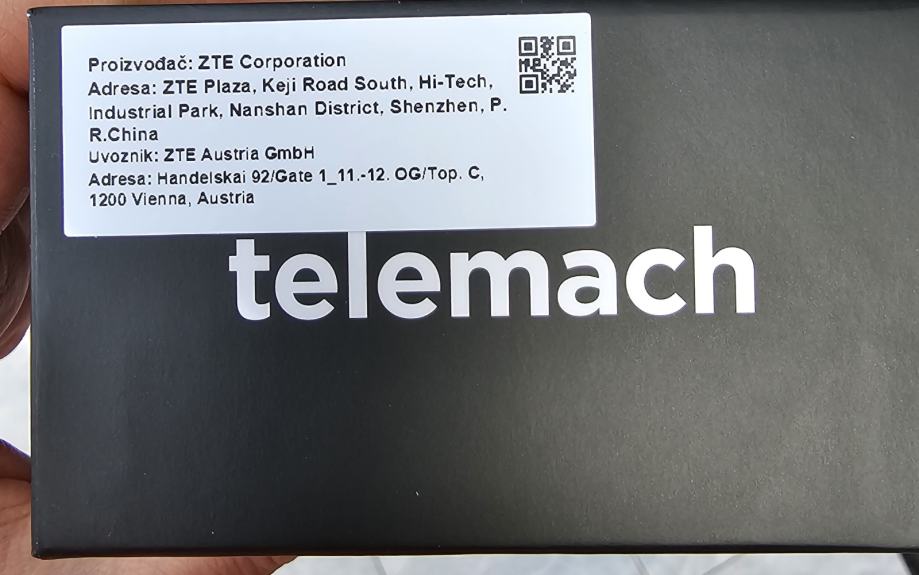 Proizvođač: ZTE Corporation
Adresa: ZTE Plaza, Keji Road South, Hi-Tech,
Industrial Park, Nanshan District, Shenzhen, P.
R.China
Uvoznik: ZTE Austria GmbH
Adresa: Handelskai 92/Gate 1_11.-12. OG/Top. C,
1200 Vienna, Austria
telemach